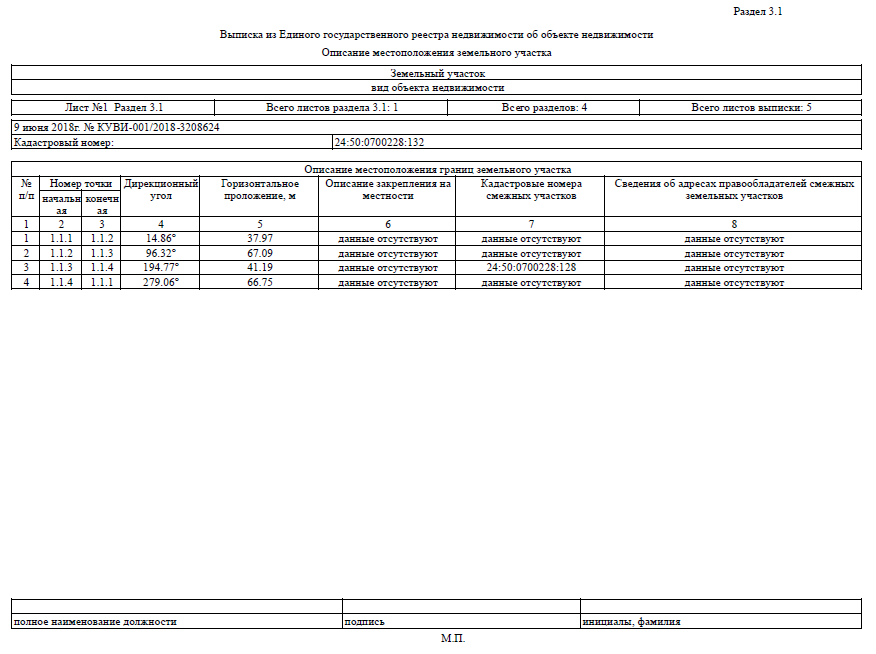 Раздел 3.1
Выписка из Единого государственного реестра недвижимости об объекте недвижимости
Описание местоположения земельного участка
Земельный участок
вид объекта недвижимости
Лист №1 Раздел 3.1 Всего листов раздела 3.1: 1 Всего разделов: 4 Всего листов выписки: 5
9 июня 2018г. № КУВИ-001/2018-3208624
Кадастровый номер: 24:50:0700228:132
Описание местоположения границ земельного участка
№ Номер точки Дирекционный Горизонтальное Описание закрепления на Кадастровые номера Сведения об адресах правообладателей смежных
п/п начальн конечн угол проложение, м местности смежных участков земельных участков
ая ая
1 2 3 4 5 6 7 8
1 1.1.1 1.1.2 14.86° 37.97 данные отсутствуют данные отсутствуют данные отсутствуют
2 1.1.2 1.1.3 96.32° 67.09 данные отсутствуют данные отсутствуют данные отсутствуют
3 1.1.3 1.1.4 194.77° 41.19 данные отсутствуют 24:50:0700228:128 данные отсутствуют
4 1.1.4 1.1.1 279.06° 66.75 данные отсутствуют данные отсутствуют данные отсутствуют
полное наименование должности подпись инициалы, фамилия
М.П.